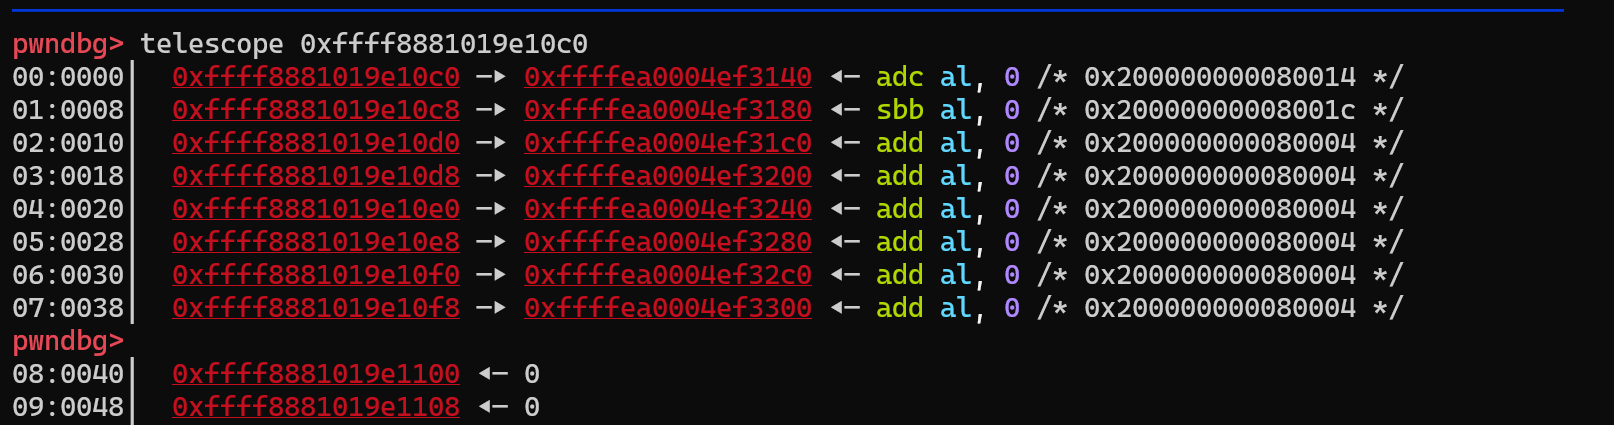 pwndbg> telescope 0xffff8881019e10c0
00:0000│  0xffff8881019e10c0 —▸ 0xffffea0004ef3140 ◂— adc al, 0 /* 0x200000000080014 */
01:0008│  0xffff8881019e10c8 —▸ 0xffffea0004ef3180 ◂— sbb al, 0 /* 0x20000000008001c */
02:0010│  0xffff8881019e10d0 —▸ 0xffffea0004ef31c0 ◂— add al, 0 /* 0x200000000080004 */
03:0018│  0xffff8881019e10d8 —▸ 0xffffea0004ef3200 ◂— add al, 0 /* 0x200000000080004 */
04:0020│  0xffff8881019e10e0 —▸ 0xffffea0004ef3240 ◂— add al, 0 /* 0x200000000080004 */
05:0028│  0xffff8881019e10e8 —▸ 0xffffea0004ef3280 ◂— add al, 0 /* 0x200000000080004 */
06:0030│  0xffff8881019e10f0 —▸ 0xffffea0004ef32c0 ◂— add al, 0 /* 0x200000000080004 */
07:0038│  0xffff8881019e10f8 —▸ 0xffffea0004ef3300 ◂— add al, 0 /* 0x200000000080004 */
pwndbg>
08:0040│  0xffff8881019e1100 ◂— 0
09:0048│  0xffff8881019e1108 ◂— 0